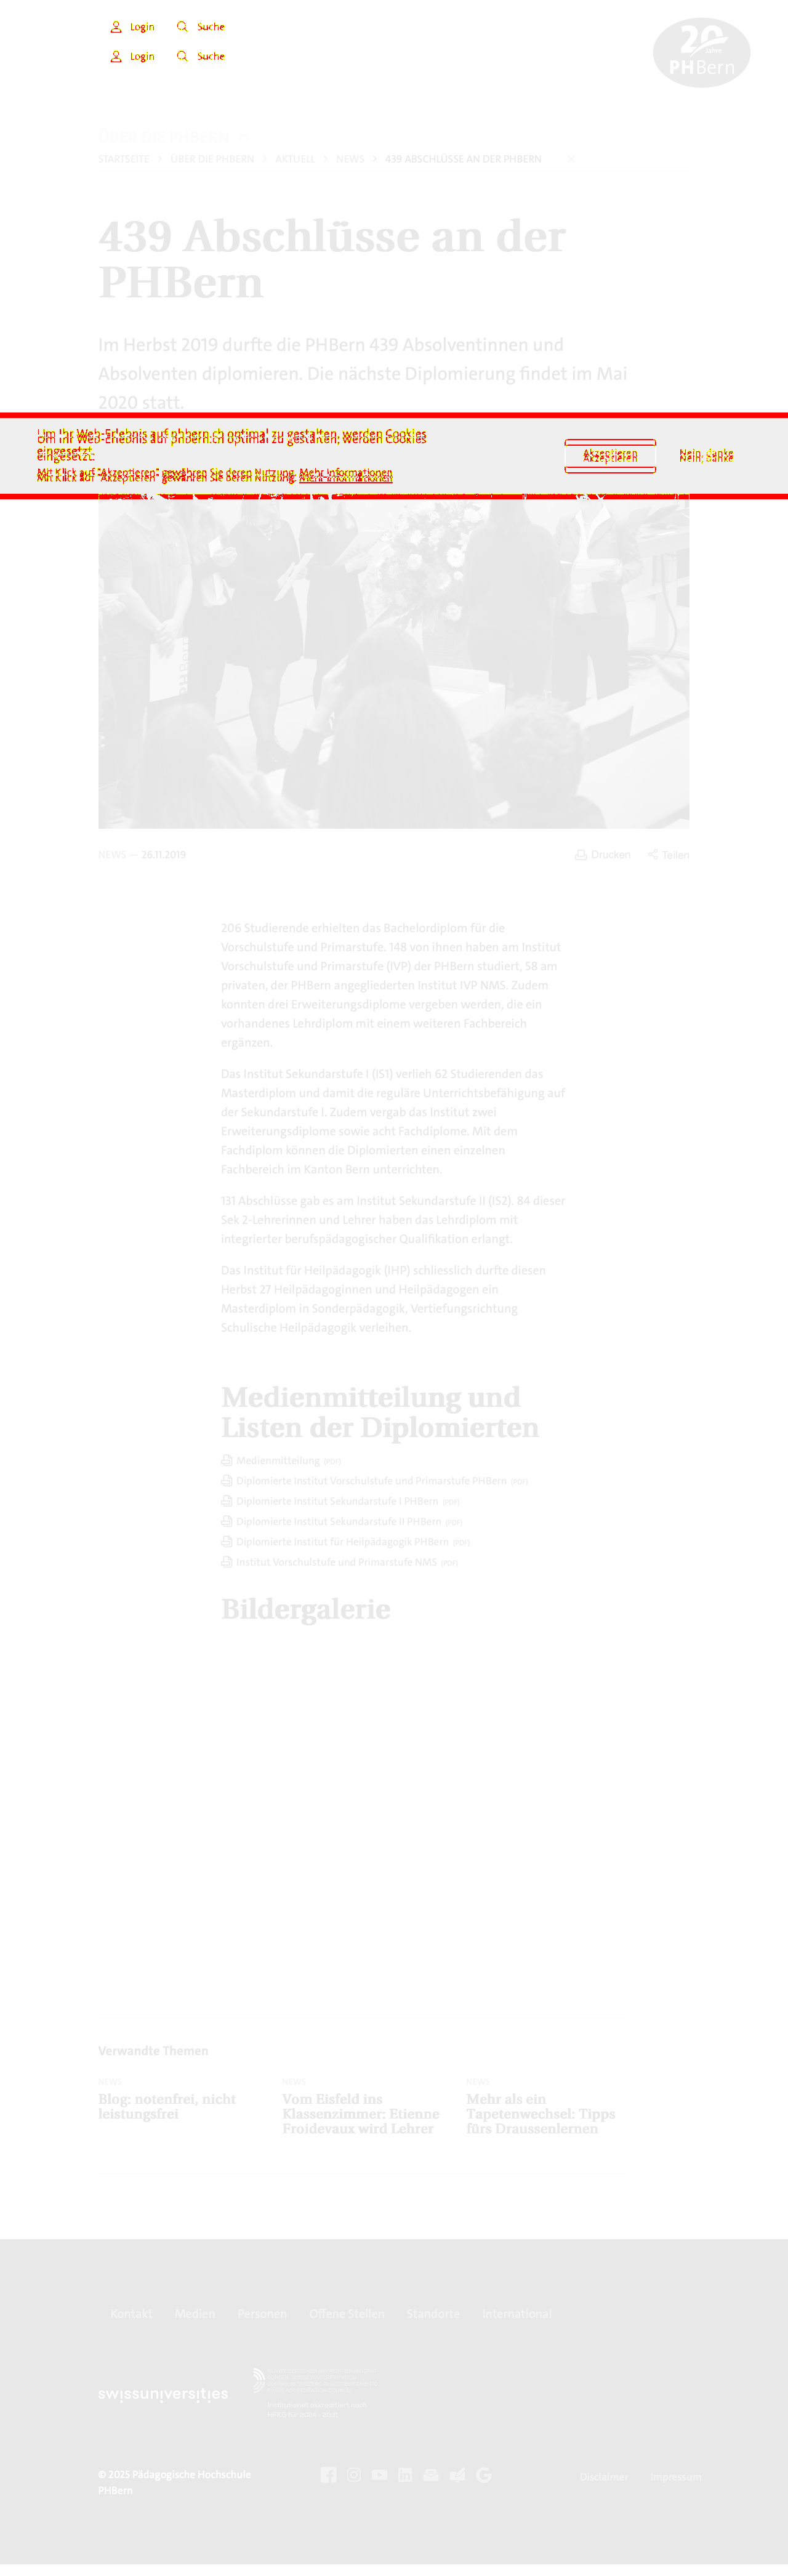 Login Suche
Login Suche
20 Jahre
PHBern
ÜBER DIE PHBERN
STARTSEITE ÜBER DIE PHBERN AKTUELL NEWS 439 ABSCHLÜSSE AN DER PHBERN
439 Abschlüsse an der
PHBern
Im Herbst 2019 durfte die PHBern 439 Absolventinnen und
Absolventen diplomieren. Die nächste Diplomierung findet im Mai
2020 statt.
Um Ihr Web-Erlebnis auf phbern.ch optimal zu gestalten, werden Cookies
eingesetzt.
Mit Klick auf "Akzeptieren" gewähren Sie deren Nutzung. Mehr Informationen
Akzeptieren Nein, danke
NEWS — 26.11.2019 Drucken Teilen
206 Studierende erhielten das Bachelordiplom für die
Vorschulstufe und Primarstufe. 148 von ihnen haben am Institut
Vorschulstufe und Primarstufe (IVP) der PHBern studiert, 58 am
privaten, der PHBern angegliederten Institut IVP NMS. Zudem
konnten drei Erweiterungsdiplome vergeben werden, die ein
vorhandenes Lehrdiplom mit einem weiteren Fachbereich
ergänzen.
Das Institut Sekundarstufe I (IS1) verlieh 62 Studierenden das
Masterdiplom und damit die reguläre Unterrichtsbefähigung auf
der Sekundarstufe I. Zudem vergab das Institut zwei
Erweiterungsdiplome sowie acht Fachdiplome. Mit dem
Fachdiplom können die Diplomierten einen einzelnen
Fachbereich im Kanton Bern unterrichten.
131 Abschlüsse gab es am Institut Sekundarstufe II (IS2). 84 dieser
Sek 2-Lehrerinnen und Lehrer haben das Lehrdiplom mit
integrierter berufspädagogischer Qualifikation erlangt.
Das Institut für Heilpädagogik (IHP) schliesslich durfte diesen
Herbst 27 Heilpädagoginnen und Heilpädagogen ein
Masterdiplom in Sonderpädagogik, Vertiefungsrichtung
Schulische Heilpädagogik verleihen.
Medienmitteilung und
Listen der Diplomierten
Medienmitteilung (PDF)
Diplomierte Institut Vorschulstufe und Primarstufe PHBern (PDF)
Diplomierte Institut Sekundarstufe I PHBern (PDF)
Diplomierte Institut Sekundarstufe II PHBern (PDF)
Diplomierte Institut für Heilpädagogik PHBern (PDF)
Institut Vorschulstufe und Primarstufe NMS (PDF)
Bildergalerie
Verwandte Themen
NEWS NEWS NEWS
Blog: notenfrei, nicht
leistungsfrei
Vom Eisfeld ins
Klassenzimmer: Etienne
Froidevaux wird Lehrer
Mehr als ein
Tapetenwechsel: Tipps
fürs Draussenlernen
Kontakt Medien Personen Offene Stellen Standorte International
swissuniversities
© 2025 Pädagogische Hochschule
PHBern
Disclaimer Impressum